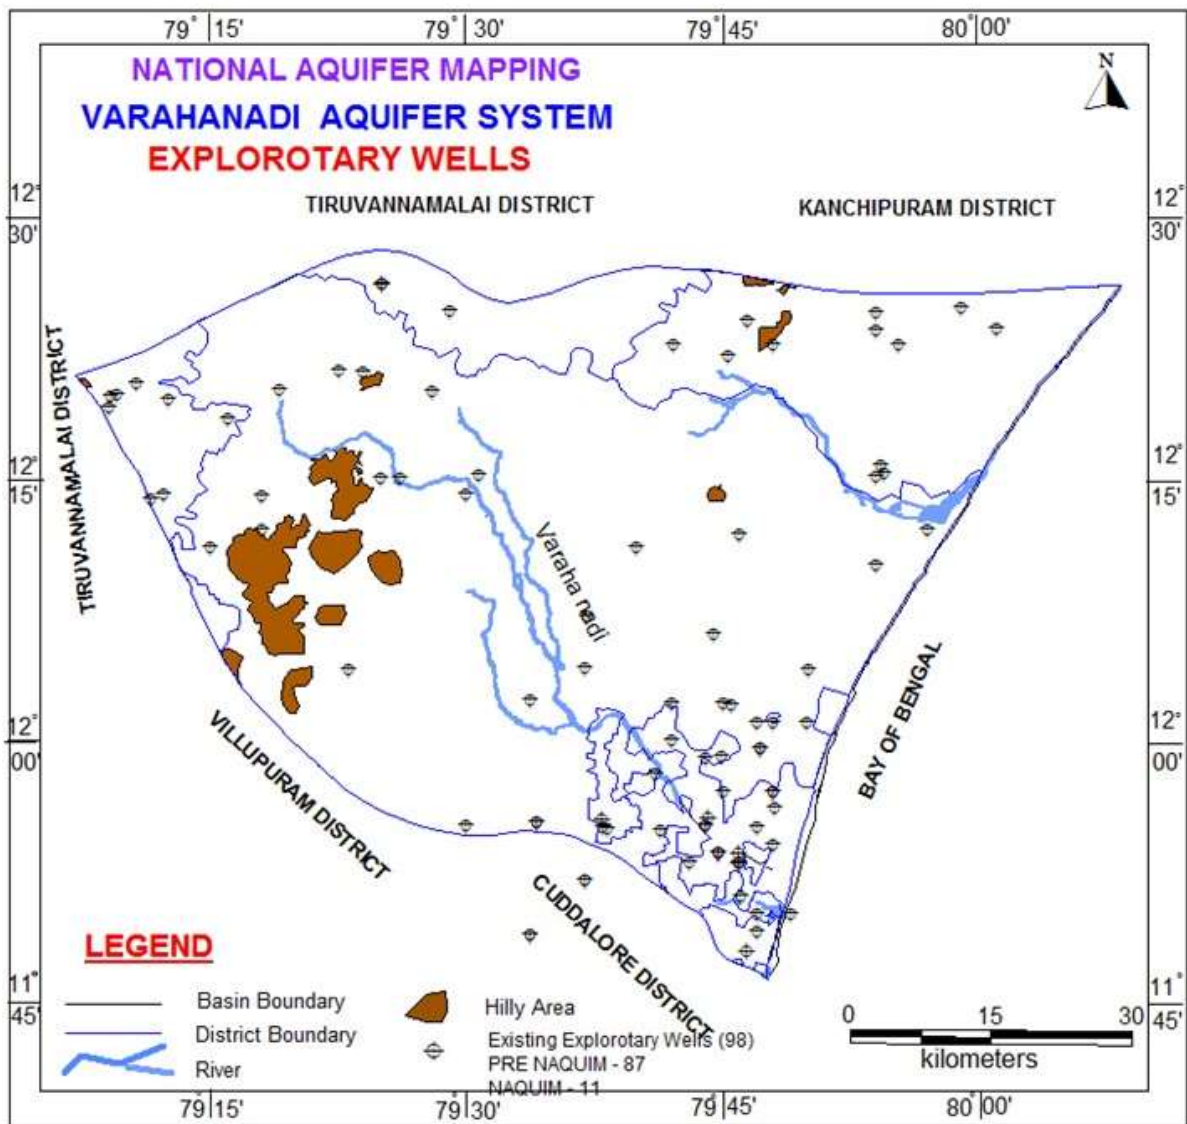 79° 15' 79° 30' 79° 45' 80° 00'
NATIONAL AQUIFER MAPPING
VARAHANADI AQUIFER SYSTEM
EXPLOROTARY WELLS
N
12° 30'
12° 30'
TIRUVANNAMALAI DISTRICT
KANCHIPURAM DISTRICT
TIRUVANNAMALAI DISTRICT
12° 15'
12° 15'
Varaha nadi
BAY OF BENGAL
12° 00'
12° 00'
VILLUPURAM DISTRICT
CUDDALORE DISTRICT
LEGEND
11° 45'
11° 45'
Basin Boundary
District Boundary
River
Hilly Area
Existing Explorotary Wells (98)
PRE NAQUIM - 87
NAQUIM - 11
0 15 30
kilometers
79° 15' 79° 30' 79° 45' 80° 00'